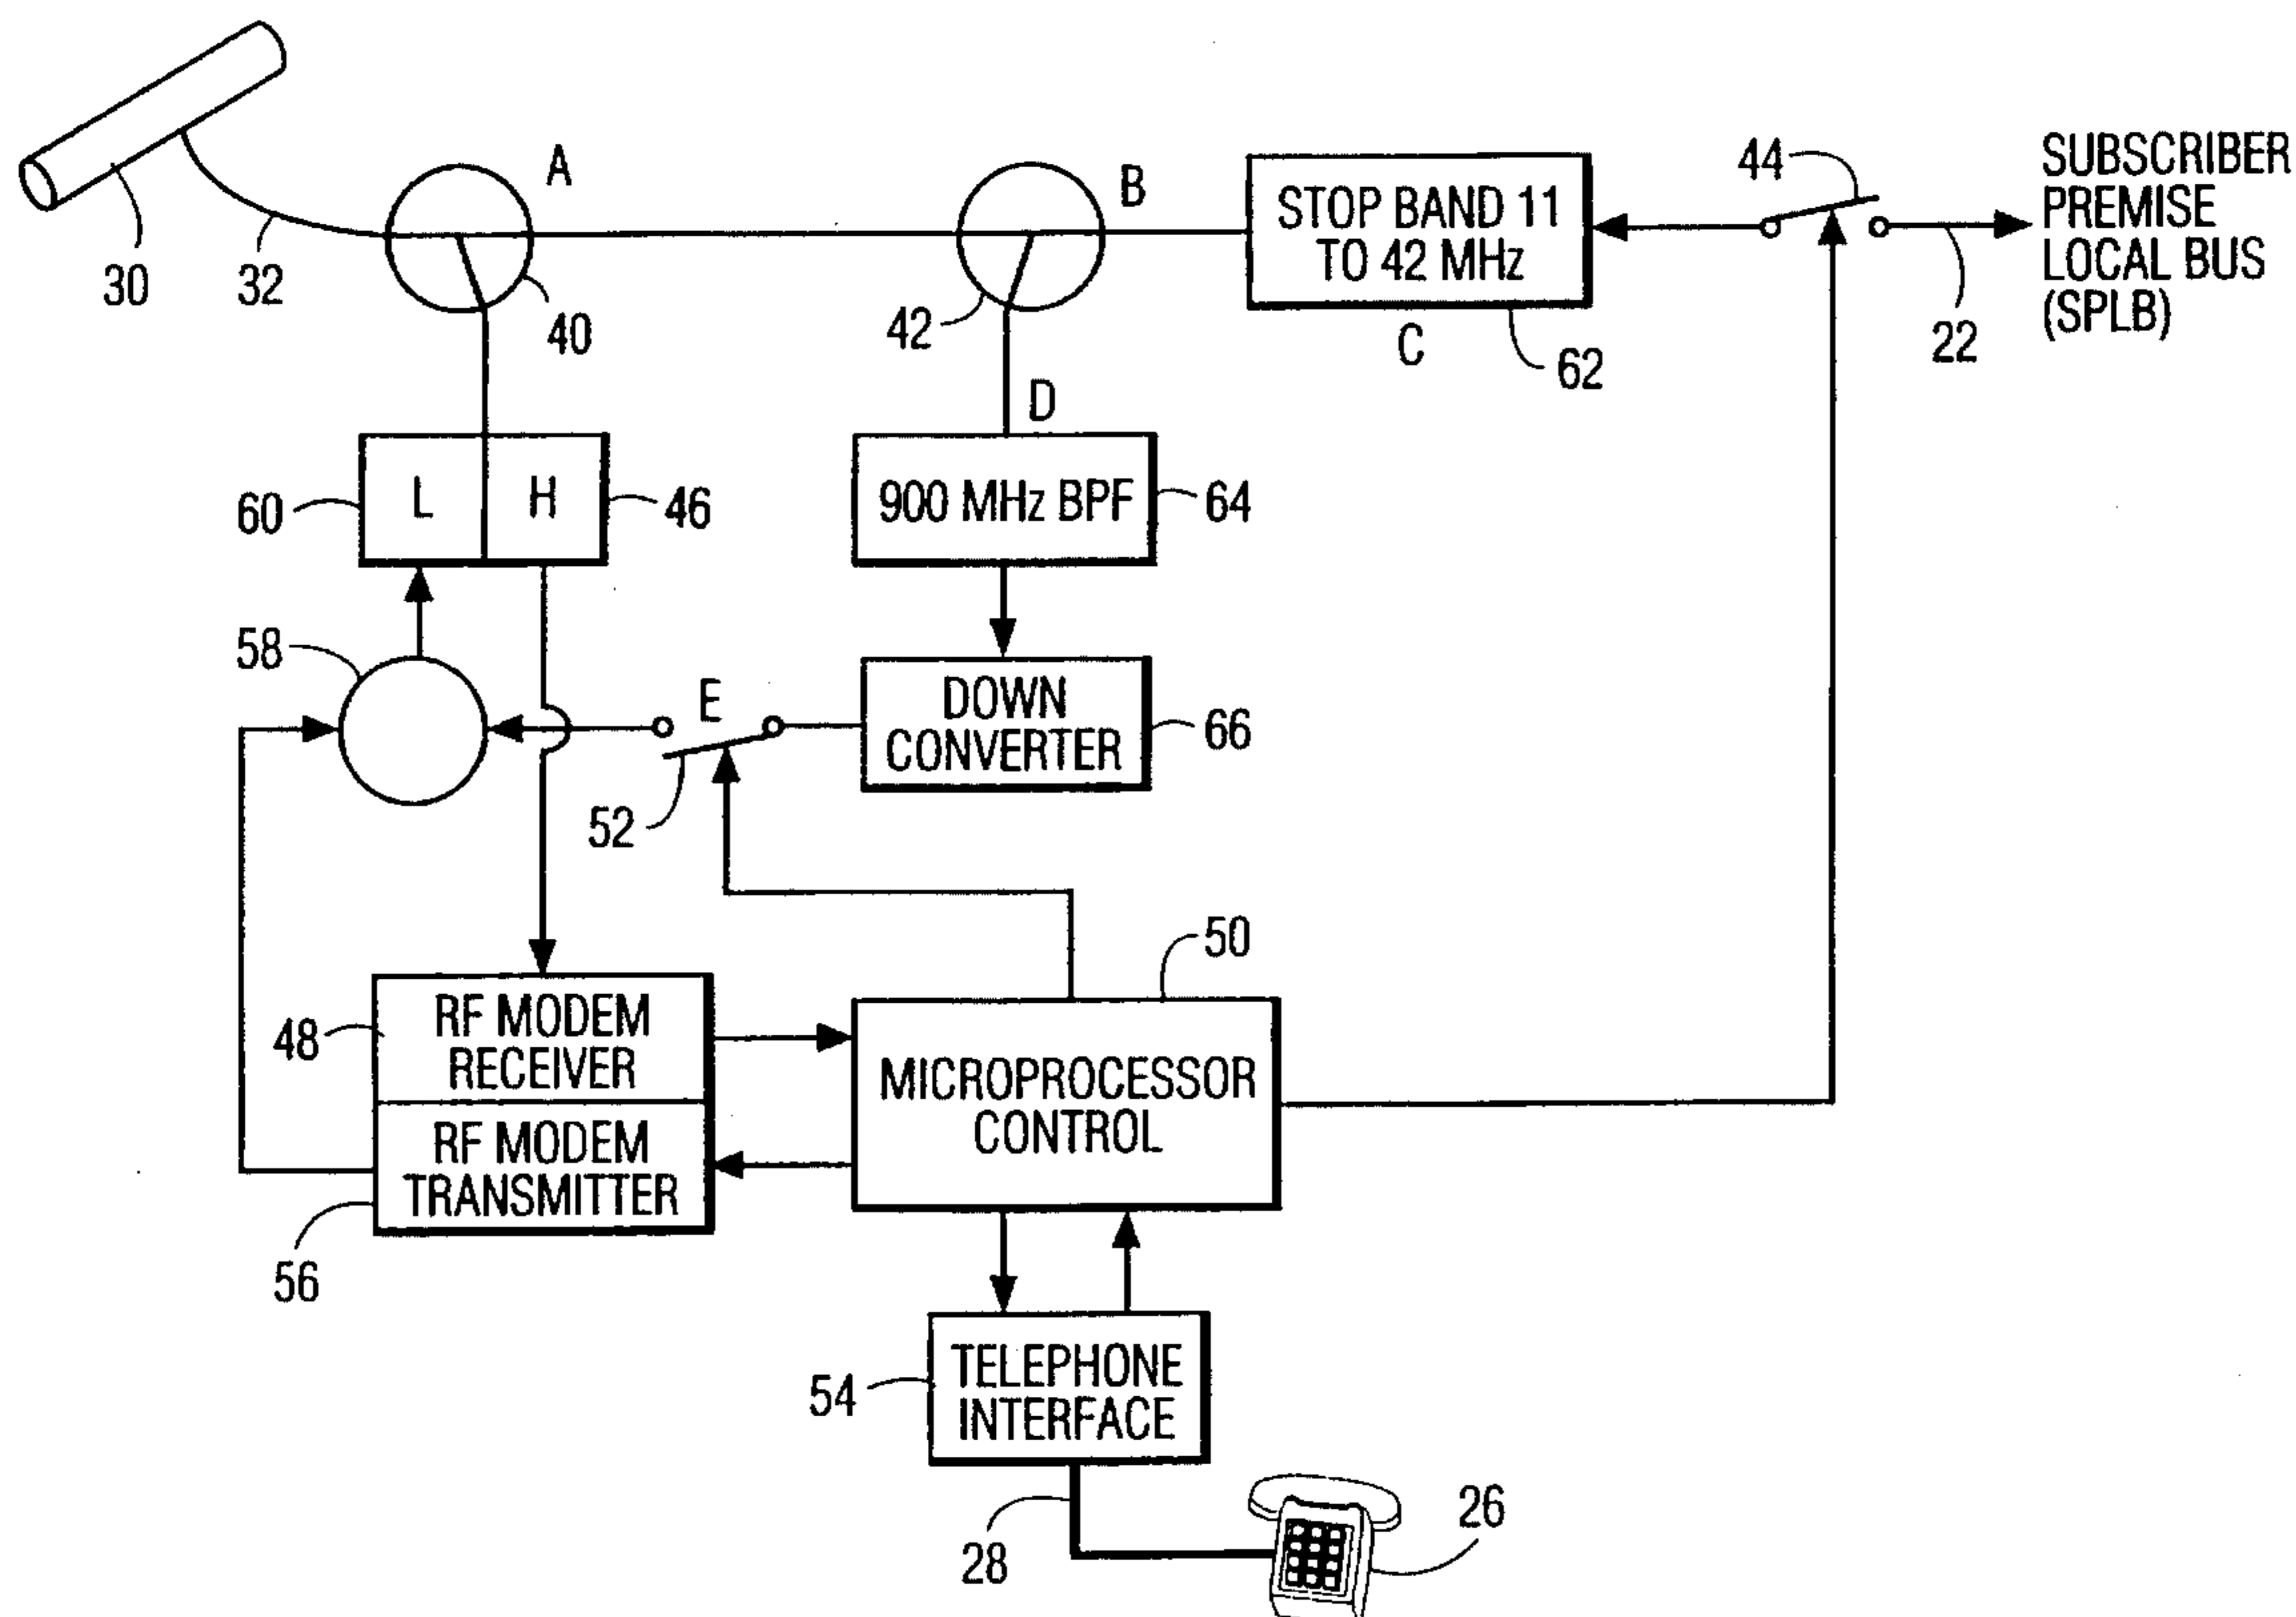 A
B
STOP BAND 11
TO 42 MHz
C
44
SUBSCRIBER
PREMISE
LOCAL BUS
(SPLB)
30
32
40
42
62
22
D
60
L
H
46
900 MHz BPF
64
58
E
DOWN
CONVERTER
66
52
50
48
RF MODEM
RECEIVER
RF MODEM
TRANSMITTER
56
MICROPROCESSOR
CONTROL
54
TELEPHONE
INTERFACE
28
26